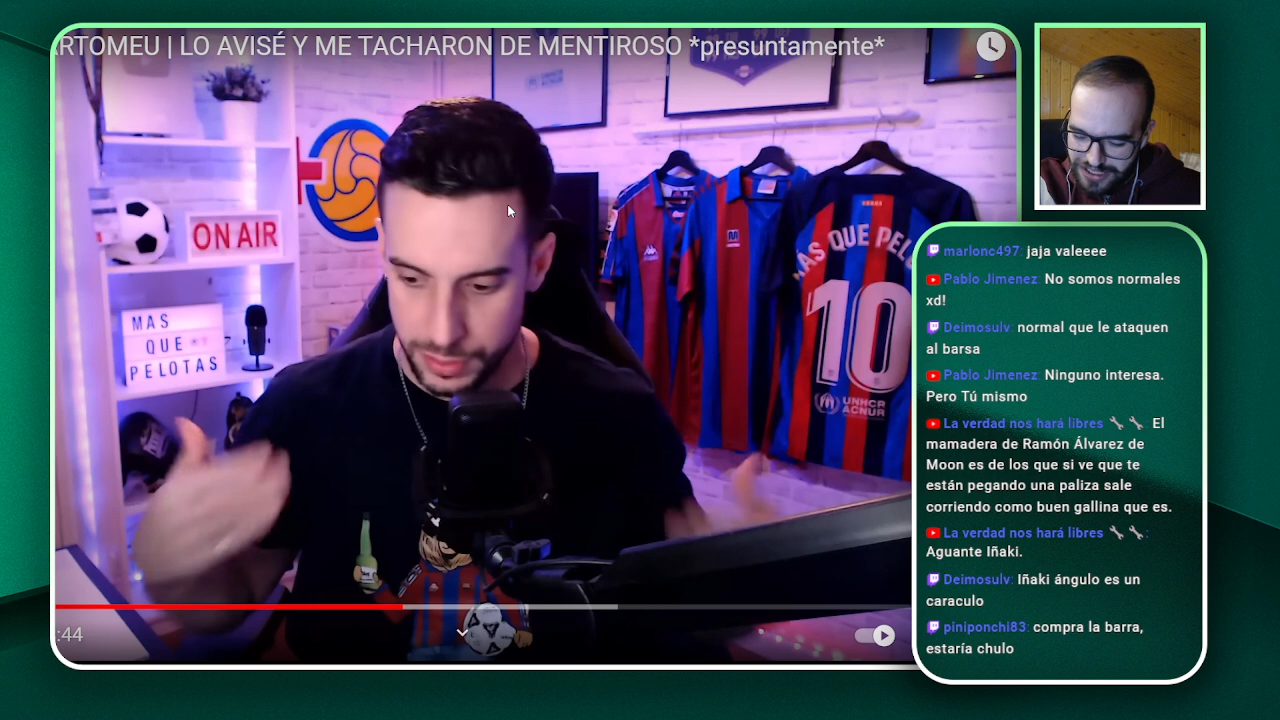 ARTOMEU | LO AVISÉ Y ME TACHARON DE MENTIROSO *presuntamente*
ON AIR
MAS
QUE
PELOTAS
AS QUE PEL
10
UNHCR
ACNUR
:44
marlonc497: jaja valeeee
Pablo Jimenez: No somos normales
xd!
Deimosulv: normal que le ataquen
al barsa
Pablo Jimenez: Ninguno interesa.
Pero Tú mismo
La verdad nos hará libres 🔧 🔧: El
mamadera de Ramón Álvarez de
Moon es de los que si ve que te
están pegando una paliza sale
corriendo como buen gallina que es.
La verdad nos hará libres 🔧 🔧:
Aguante Iñaki.
Deimosulv: Iñaki ángulo es un
caraculo
piniponchi83: compra la barra,
estaría chulo